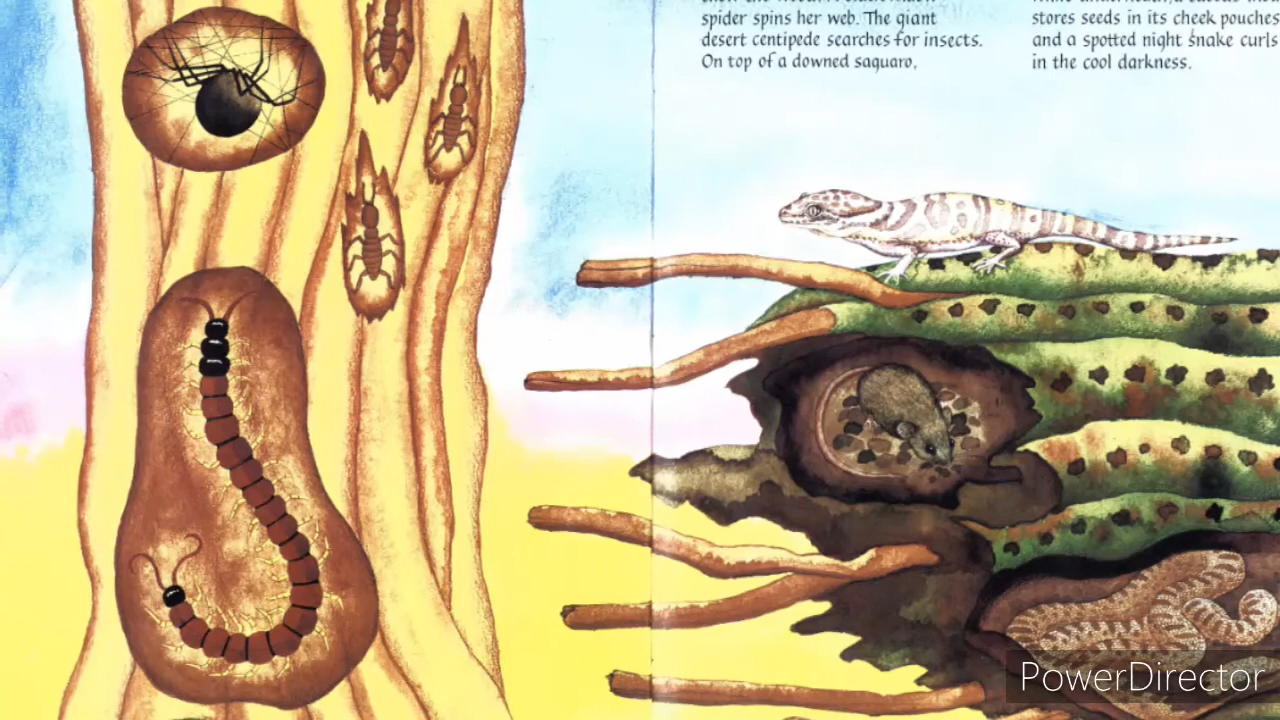 spider spins her web. The giant
desert centipede searches for insects.
On top of a downed saguaro,
stores seeds in its cheek pouches
and a spotted night snake curls
in the cool darkness.
PowerDirector